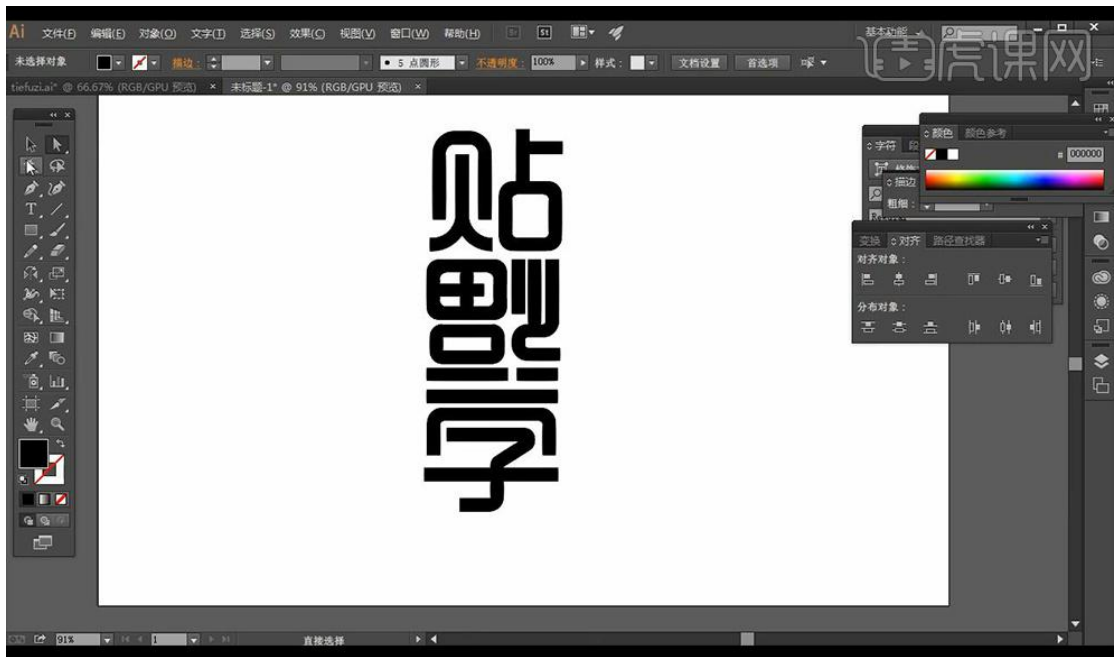 Ai 文件(F) 编辑(E) 对象(O) 文字(T) 选择(S) 效果(C) 视图(V) 窗口(W) 帮助(H) Br St 基本功能
虎课网
未选择对象 描边： 5 点圆形 不透明度： 100% 样式： 文档设置 首选项
tiefuzi.ai* @ 66.67% (RGB/GPU 预览) × 未标题-1* @ 91% (RGB/GPU 预览) ×
颜色 颜色参考
# 000000
字符 段
描边
粗细：
变换 对齐 路径查找器
对齐对象：
分布对象：
贴
福
字
91% 1 直接选择